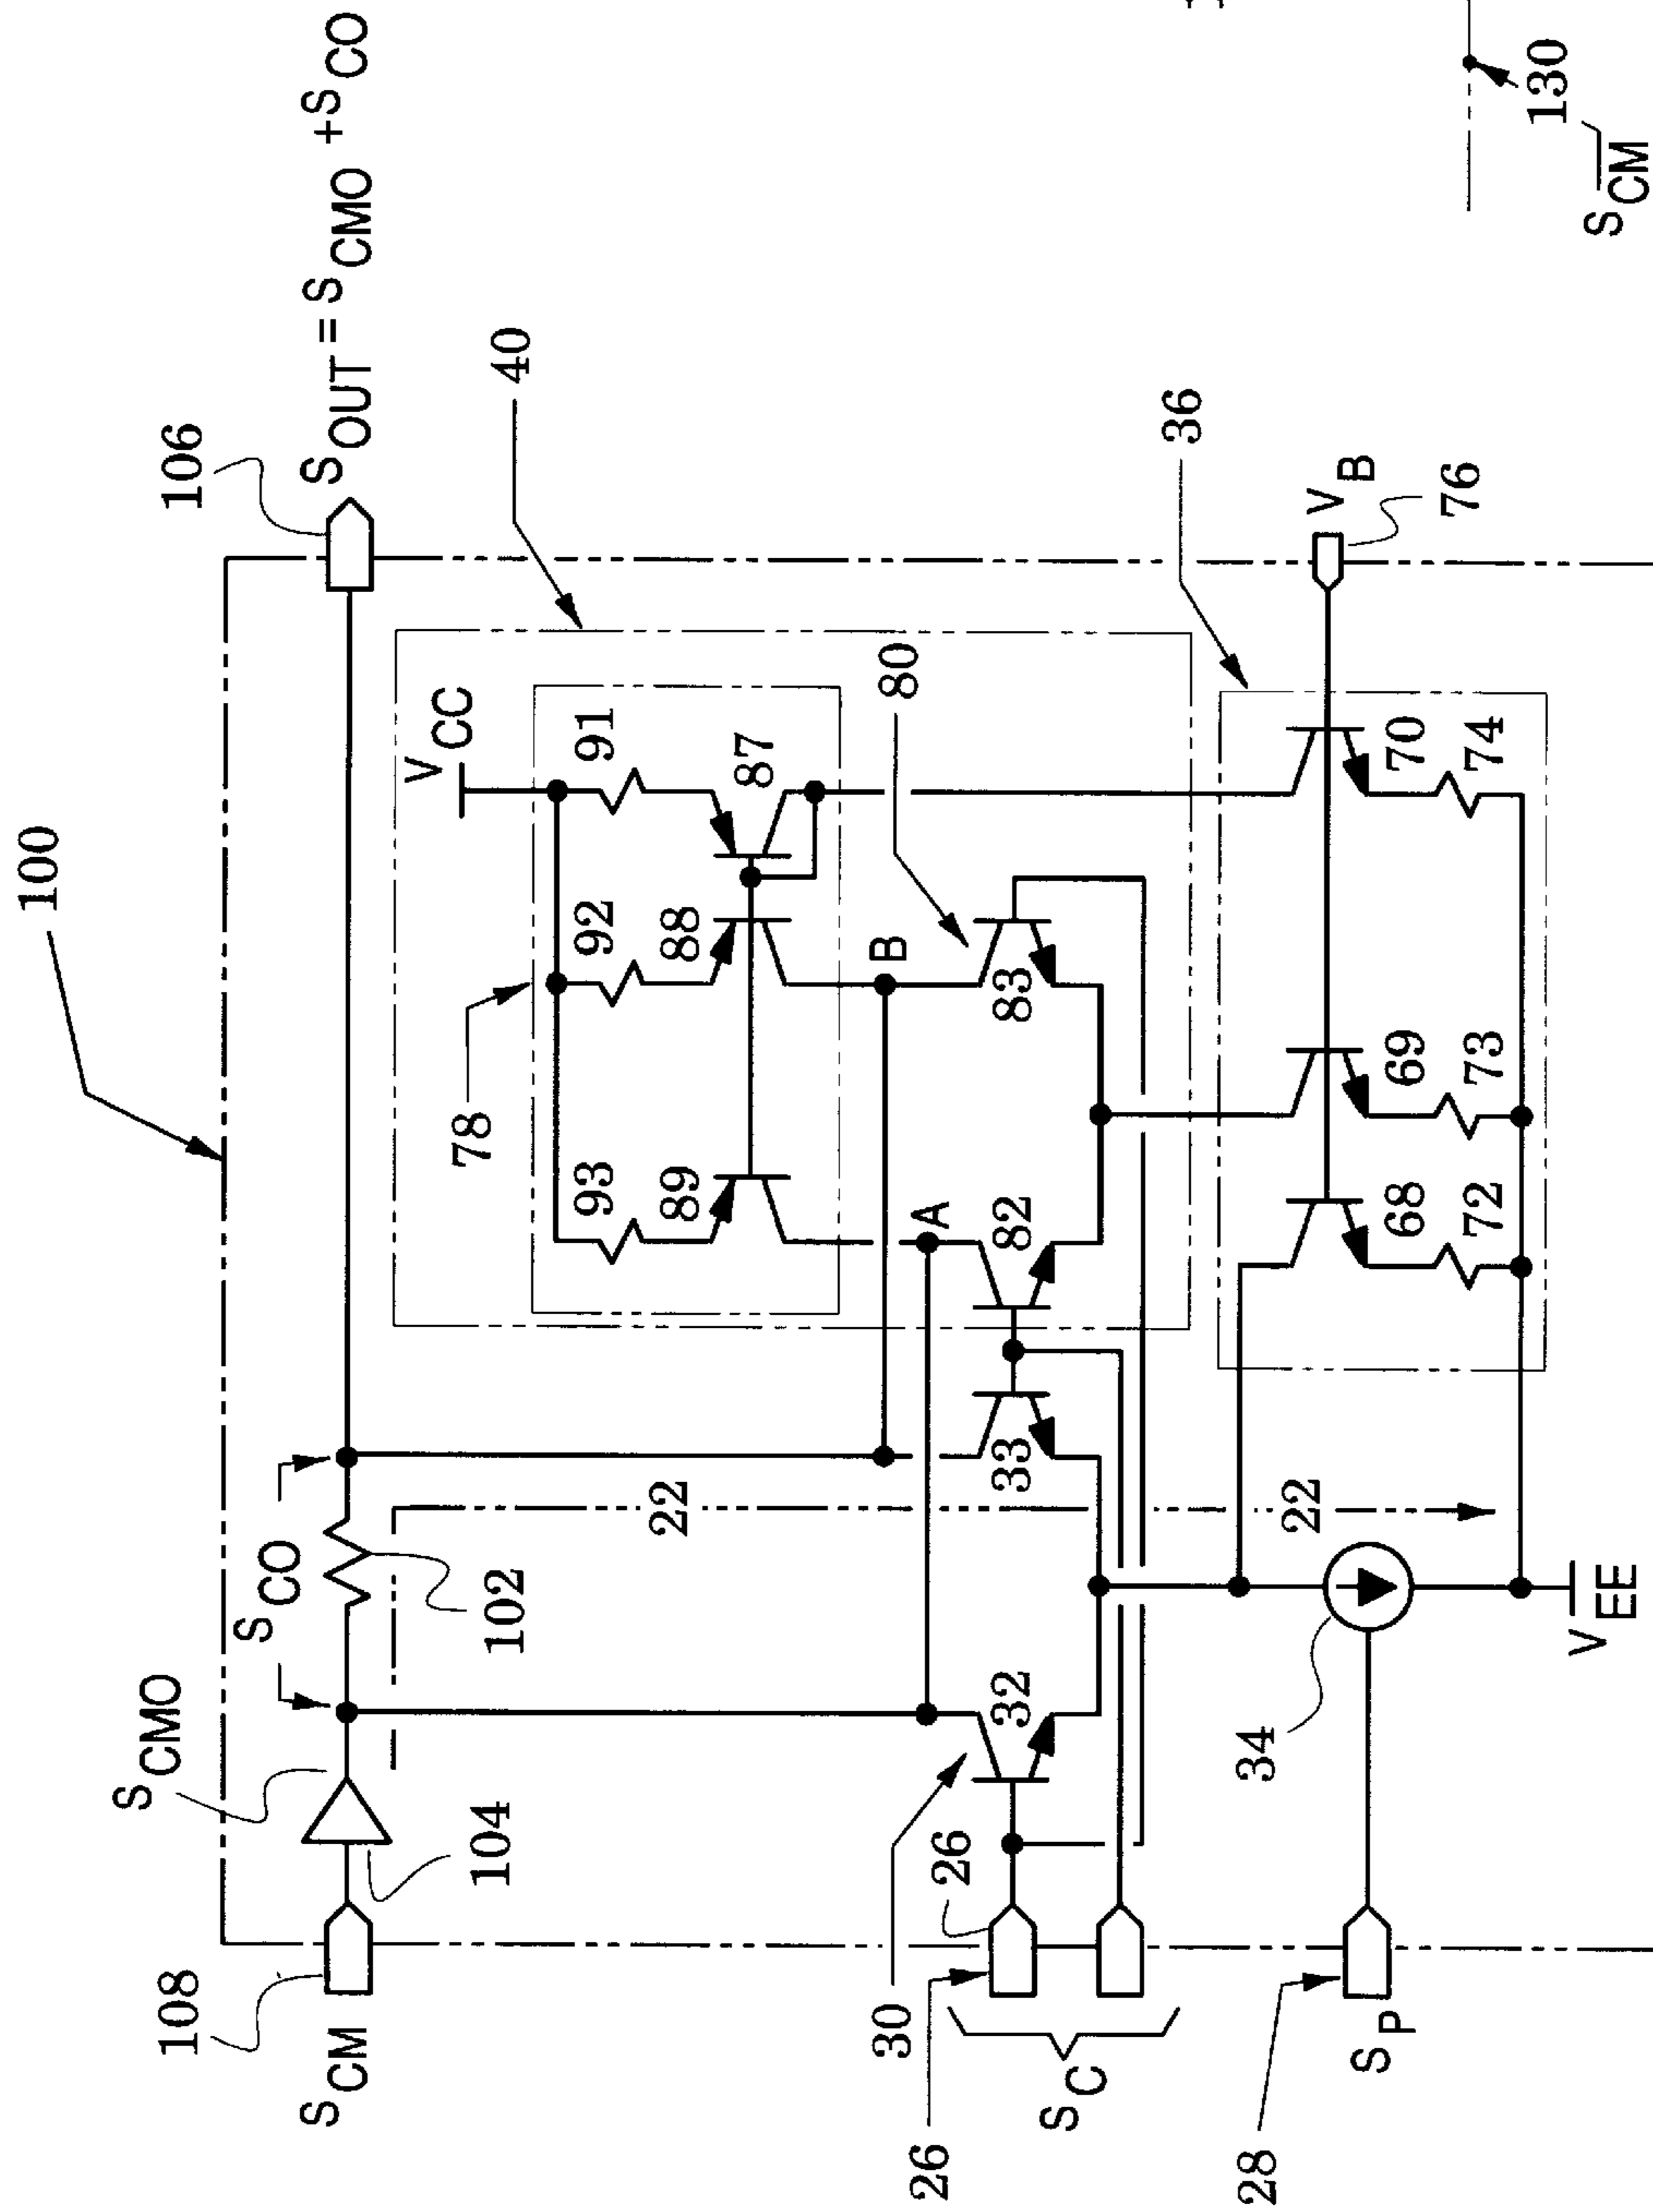 100
106
S_OUT = S_CMO + S_CO
S_CMO
S_CO
108
S_CM
104
102
22
40
V_CC
78
93
92
91
89
88
87
A
B
80
30
26
26
32
33
82
83
S_C
36
22
34
28
S_P
68
69
70
72
73
74
V_B
76
V_EE
130
S_CM